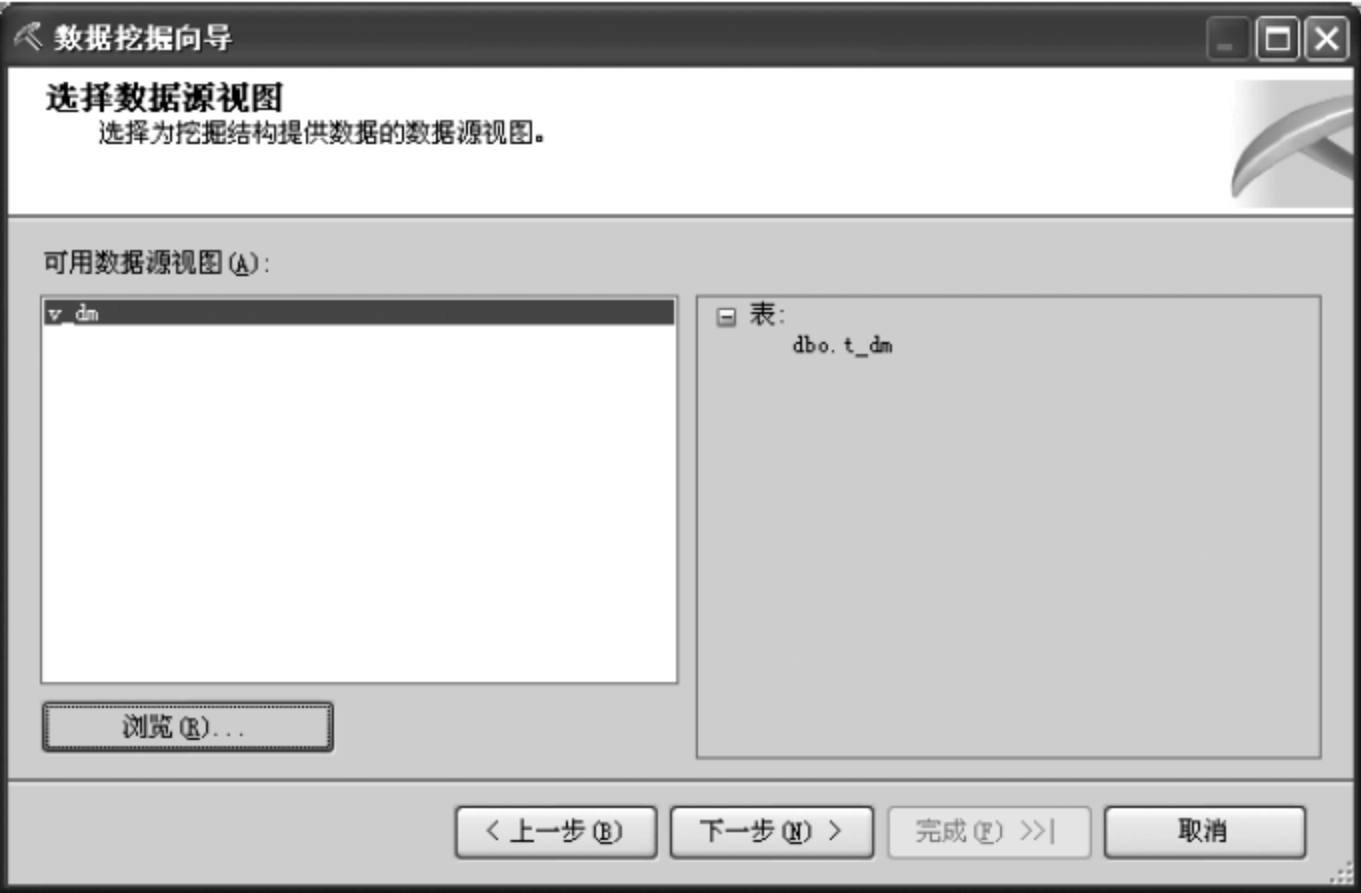 数据挖掘向导
选择数据源视图
选择为挖掘结构提供数据的数据源视图。
可用数据源视图(A):
v_dm
表:
dbo.t_dm
浏览(R)...
< 上一步(B)
下一步(N) >
完成(F) >>|
取消